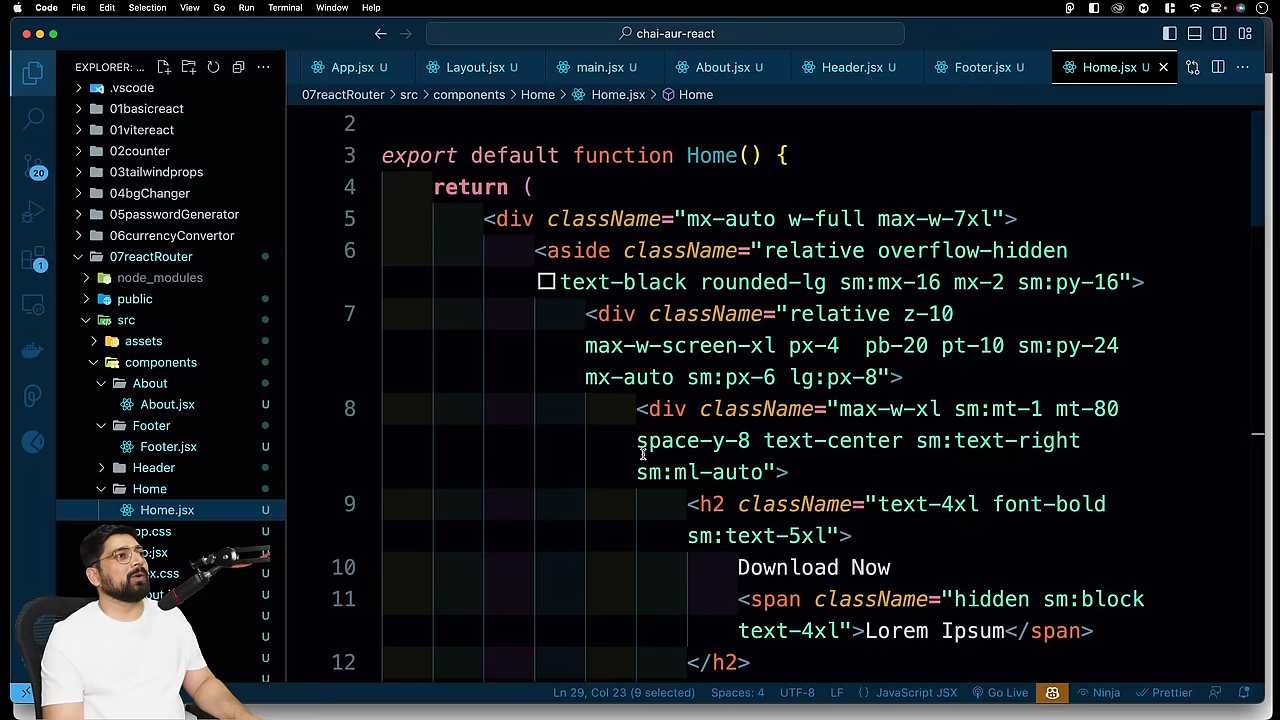 Code File Edit Selection View Go Run Terminal Window Help
chai-aur-react
EXPLORER: ...
App.jsx U
Layout.jsx U
main.jsx U
About.jsx U
Header.jsx U
Footer.jsx U
Home.jsx U
07reactRouter > src > components > Home > Home.jsx > Home
.vscode
01basicreact
01vitereact
02counter
03tailwindprops
04bgChanger
05passwordGenerator
06currencyConvertor
07reactRouter
node_modules
public
src
assets
components
About
About.jsx U
Footer
Footer.jsx U
Header
Home
Home.jsx U
U
U
U
U
U
U
U
20
1
2
3 export default function Home() {
4 return (
5 <div className="mx-auto w-full max-w-7xl">
6 <aside className="relative overflow-hidden
text-black rounded-lg sm:mx-16 mx-2 sm:py-16">
7 <div className="relative z-10
max-w-screen-xl px-4  pb-20 pt-10 sm:py-24
mx-auto sm:px-6 lg:px-8">
8 <div className="max-w-xl sm:mt-1 mt-80
space-y-8 text-center sm:text-right
sm:ml-auto">
9 <h2 className="text-4xl font-bold
sm:text-5xl">
10 Download Now
11 <span className="hidden sm:block
text-4xl">Lorem Ipsum</span>
12 </h2>
Ln 29, Col 23 (9 selected) Spaces: 4 UTF-8 LF {} JavaScript JSX Go Live Ninja Prettier